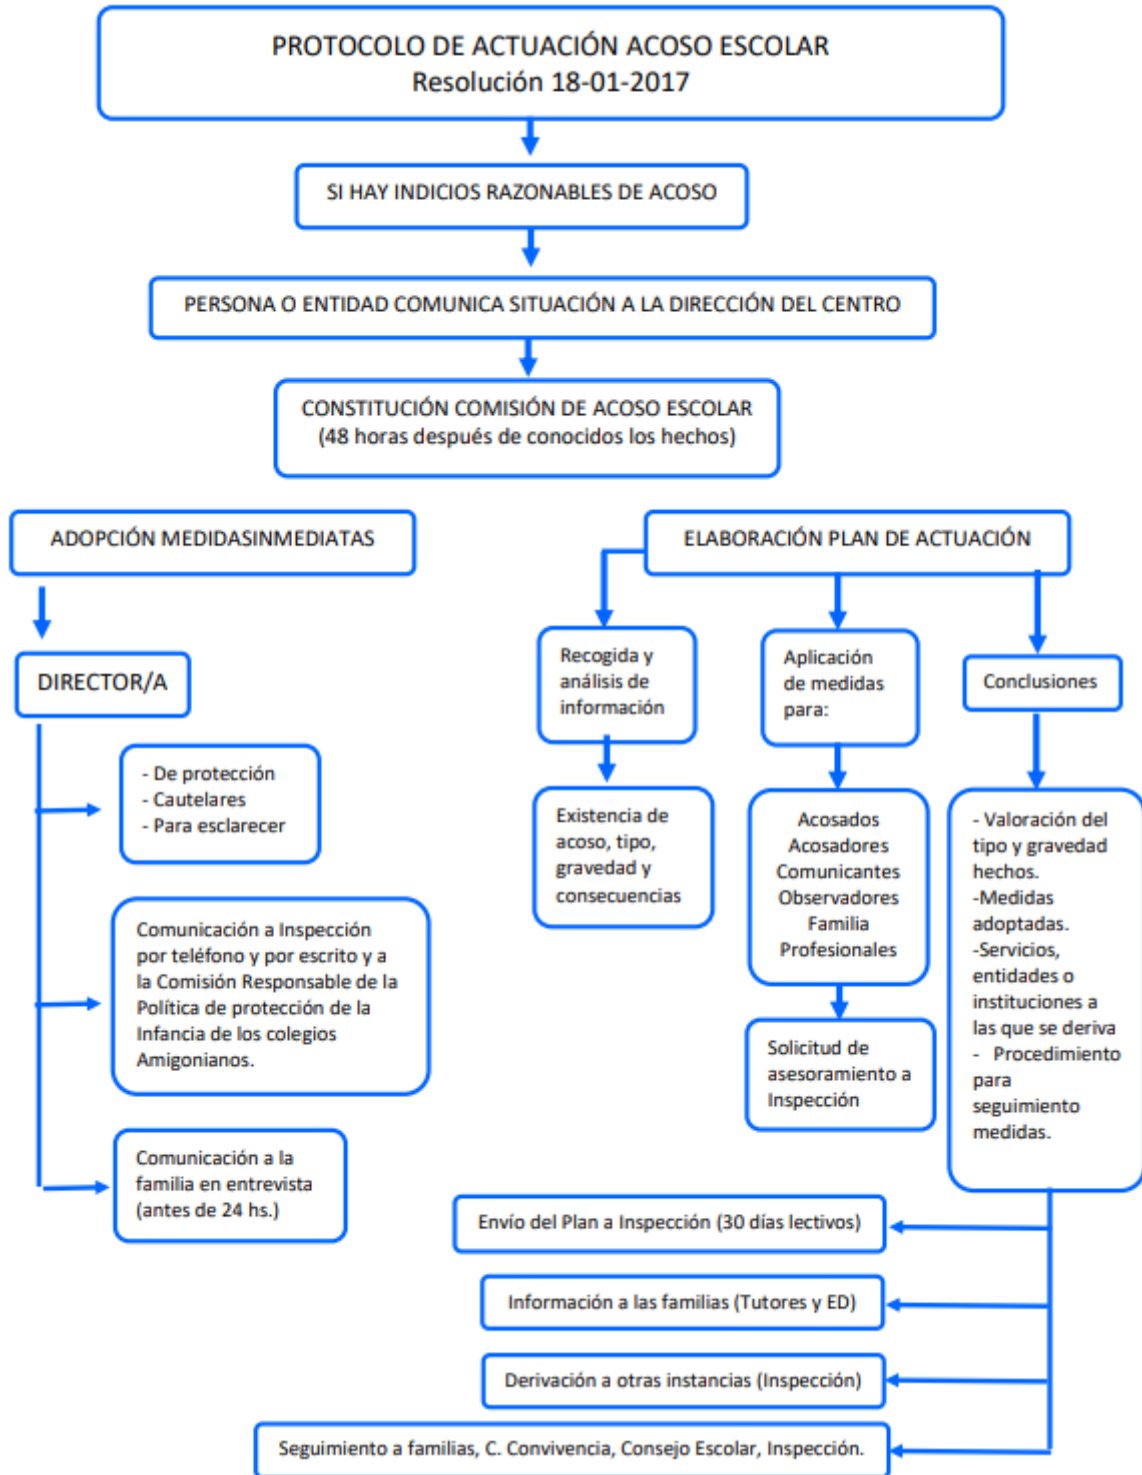 PROTOCOLO DE ACTUACIÓN ACOSO ESCOLAR
Resolución 18-01-2017
SI HAY INDICIOS RAZONABLES DE ACOSO
PERSONA O ENTIDAD COMUNICA SITUACIÓN A LA DIRECCIÓN DEL CENTRO
CONSTITUCIÓN COMISIÓN DE ACOSO ESCOLAR
(48 horas después de conocidos los hechos)
ADOPCIÓN MEDIDASINMEDIATAS
DIRECTOR/A
- De protección
- Cautelares
- Para esclarecer
Comunicación a Inspección
por teléfono y por escrito y a
la Comisión Responsable de la
Política de protección de la
Infancia de los colegios
Amigonianos.
Comunicación a la
familia en entrevista
(antes de 24 hs.)
ELABORACIÓN PLAN DE ACTUACIÓN
Recogida y
análisis de
información
Existencia de
acoso, tipo,
gravedad y
consecuencias
Aplicación
de medidas
para:
Acosados
Acosadores
Comunicantes
Observadores
Familia
Profesionales
Solicitud de
asesoramiento a
Inspección
Conclusiones
- Valoración del
tipo y gravedad
hechos.
-Medidas
adoptadas.
-Servicios,
entidades o
instituciones a
las que se deriva
- Procedimiento
para
seguimiento
medidas.
Envío del Plan a Inspección (30 días lectivos)
Información a las familias (Tutores y ED)
Derivación a otras instancias (Inspección)
Seguimiento a familias, C. Convivencia, Consejo Escolar, Inspección.